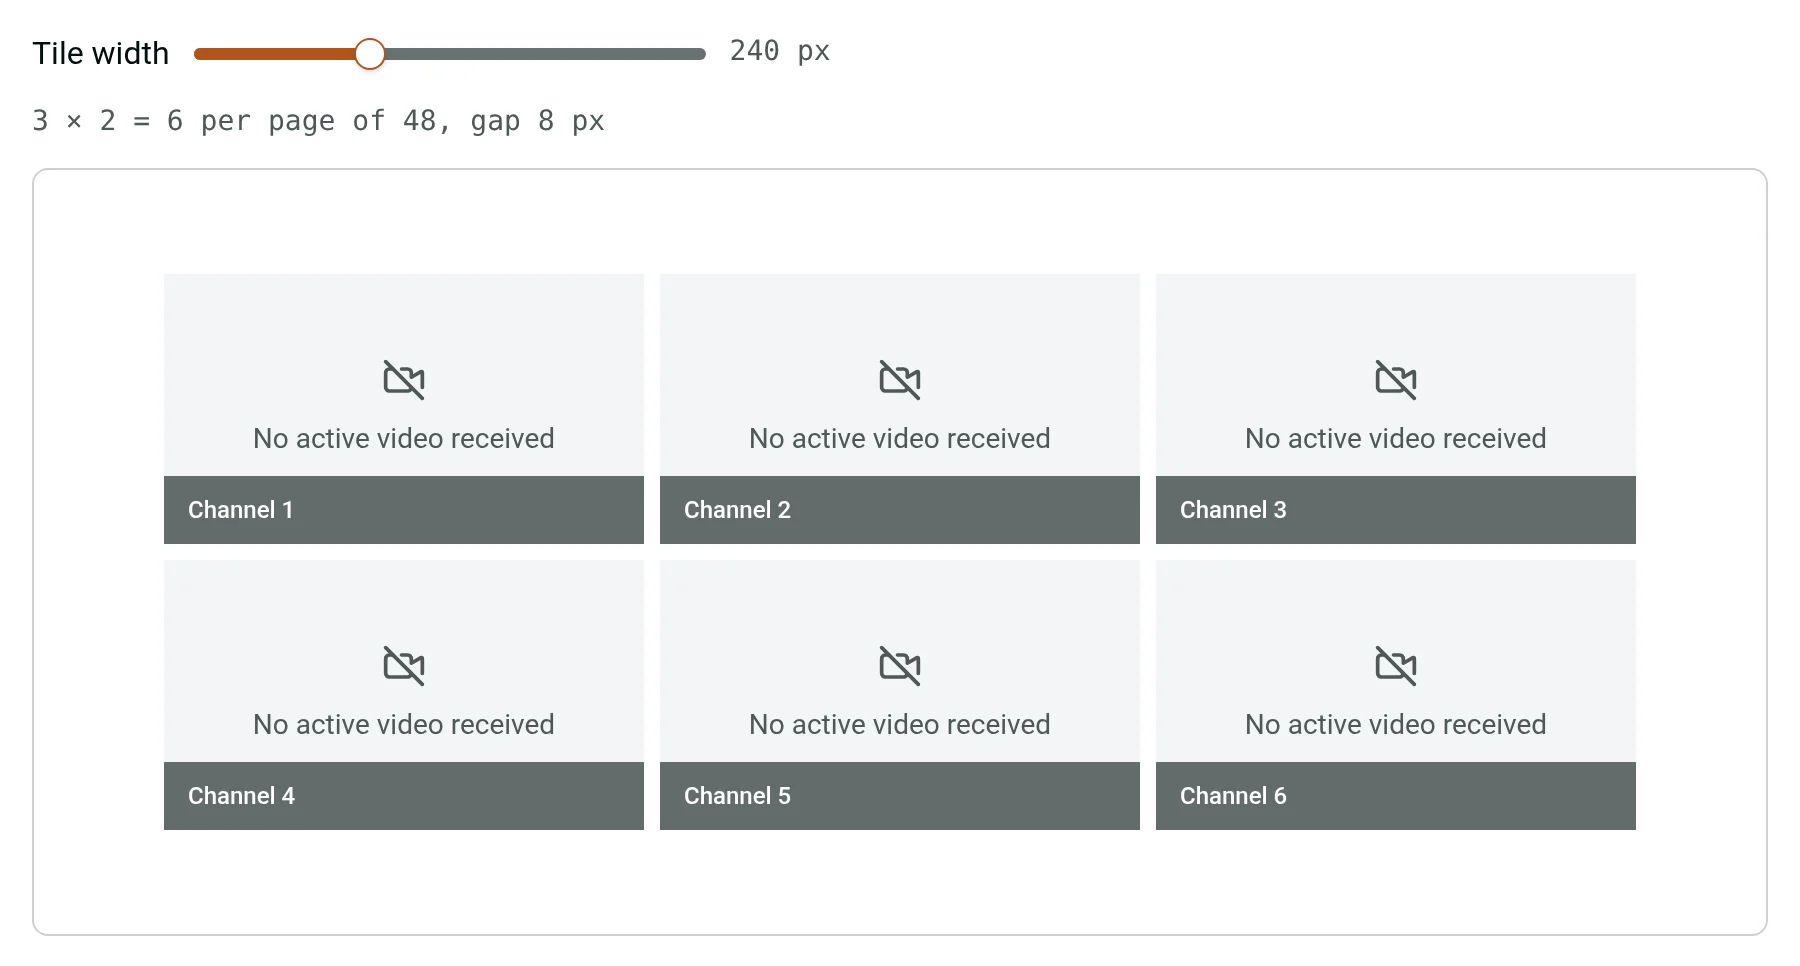 Tile width 240 px
3 × 2 = 6 per page of 48, gap 8 px
No active video received No active video received No active video received
Channel 1 Channel 2 Channel 3
No active video received No active video received No active video received
Channel 4 Channel 5 Channel 6